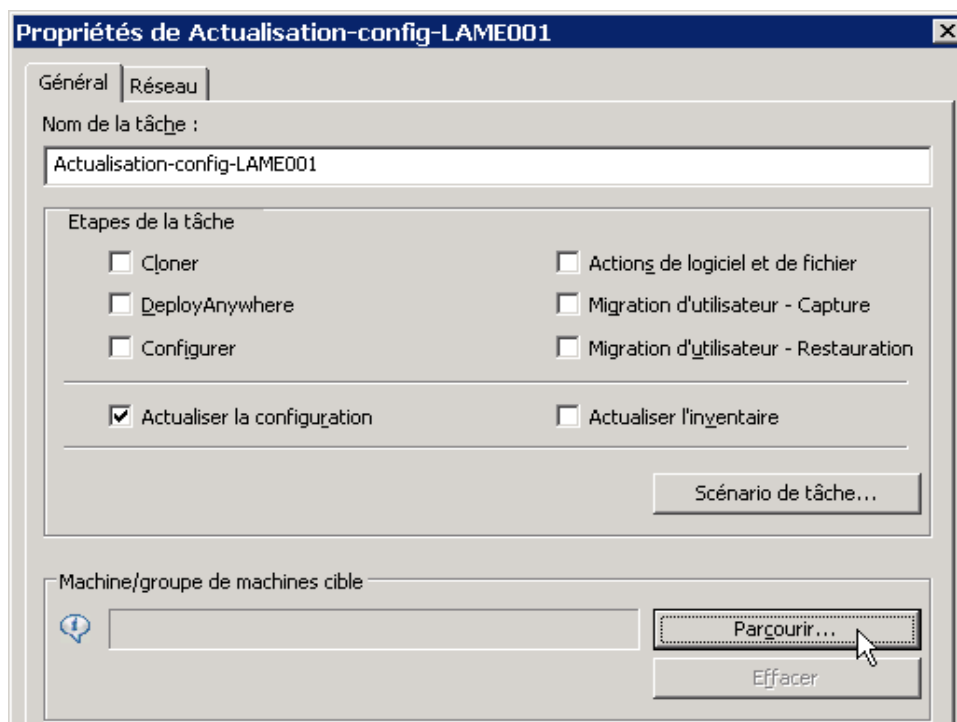 Propriétés de Actualisation-config-LAME001
Général Réseau
Nom de la tâche :
Actualisation-config-LAME001
Etapes de la tâche
Cloner Actions de logiciel et de fichier
DeployAnywhere Migration d'utilisateur - Capture
Configurer Migration d'utilisateur - Restauration
Actualiser la configuration Actualiser l'inventaire
Scénario de tâche...
Machine/groupe de machines cible
Parcourir...
Effacer